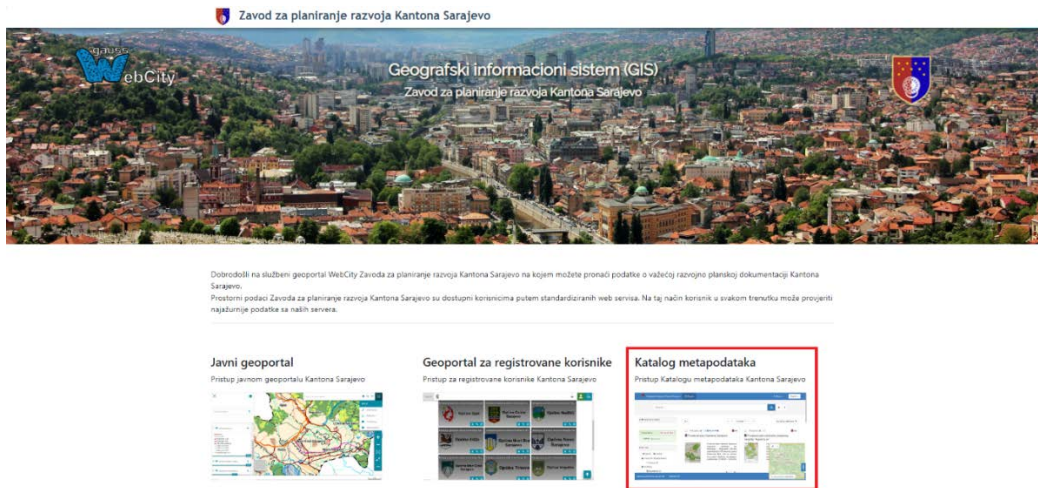 Zavod za planiranje razvoja Kantona Sarajevo
gauss
WebCity
Geografski informacioni sistem (GIS)
Zavod za planiranje razvoja Kantona Sarajevo
Dobrodošli na službeni geoportal WebCity Zavoda za planiranje razvoja Kantona Sarajevo na kojem možete pronaći podatke o važećoj razvojno planskoj dokumentaciji Kantona
Sarajevo.
Prostorni podaci Zavoda za planiranje razvoja Kantona Sarajevo su dostupni korisnicima putem standardiziranih web servisa. Na taj način korisnik u svakom trenutku može provjeriti
najažurnije podatke sa naših servera.
Javni geoportal
Pristup javnom geoportalu Kantona Sarajevo
Geoportal za registrovane korisnike
Pristup za registrovane korisnike Kantona Sarajevo
Katalog metapodataka
Pristup Katalogu metapodataka Kantona Sarajevo